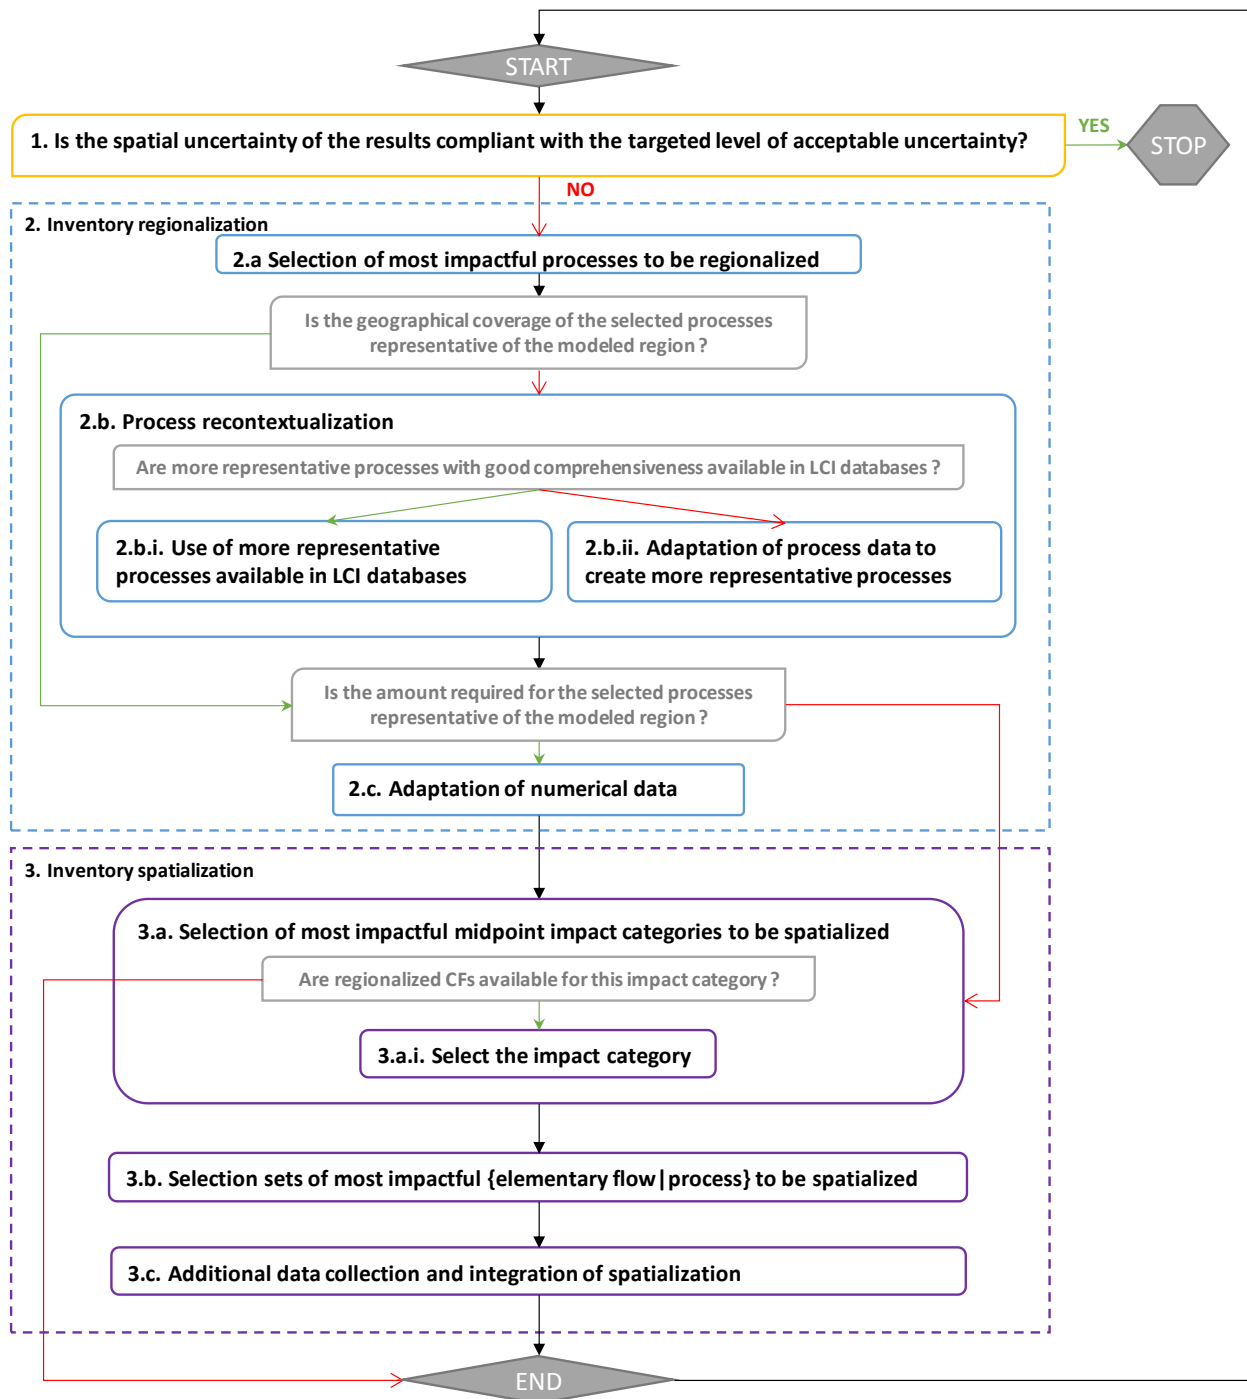 START
1. Is the spatial uncertainty of the results compliant with the targeted level of acceptable uncertainty?
YES
STOP
NO
2. Inventory regionalization
2.a Selection of most impactful processes to be regionalized
Is the geographical coverage of the selected processes
representative of the modeled region ?
2.b. Process recontextualization
Are more representative processes with good comprehensiveness available in LCI databases ?
2.b.i. Use of more representative
processes available in LCI databases
2.b.ii. Adaptation of process data to
create more representative processes
Is the amount required for the selected processes
representative of the modeled region ?
2.c. Adaptation of numerical data
3. Inventory spatialization
3.a. Selection of most impactful midpoint impact categories to be spatialized
Are regionalized CFs available for this impact category ?
3.a.i. Select the impact category
3.b. Selection sets of most impactful {elementary flow|process} to be spatialized
3.c. Additional data collection and integration of spatialization
END